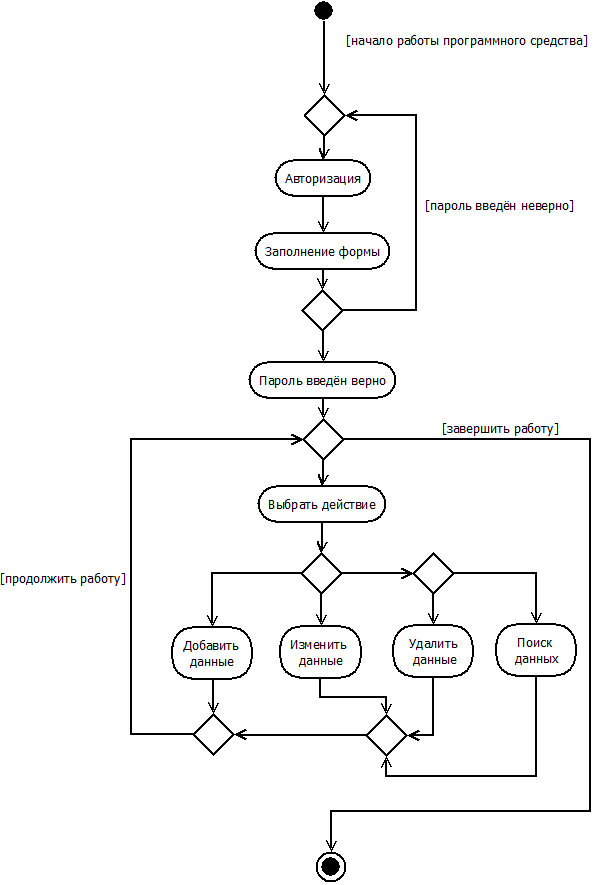 [начало работы программного средства]
Авторизация
[пароль введён неверно]
Заполнение формы
Пароль введён верно
[завершить работу]
Выбрать действие
[продолжить работу]
Добавить
данные
Изменить
данные
Удалить
данные
Поиск
данных